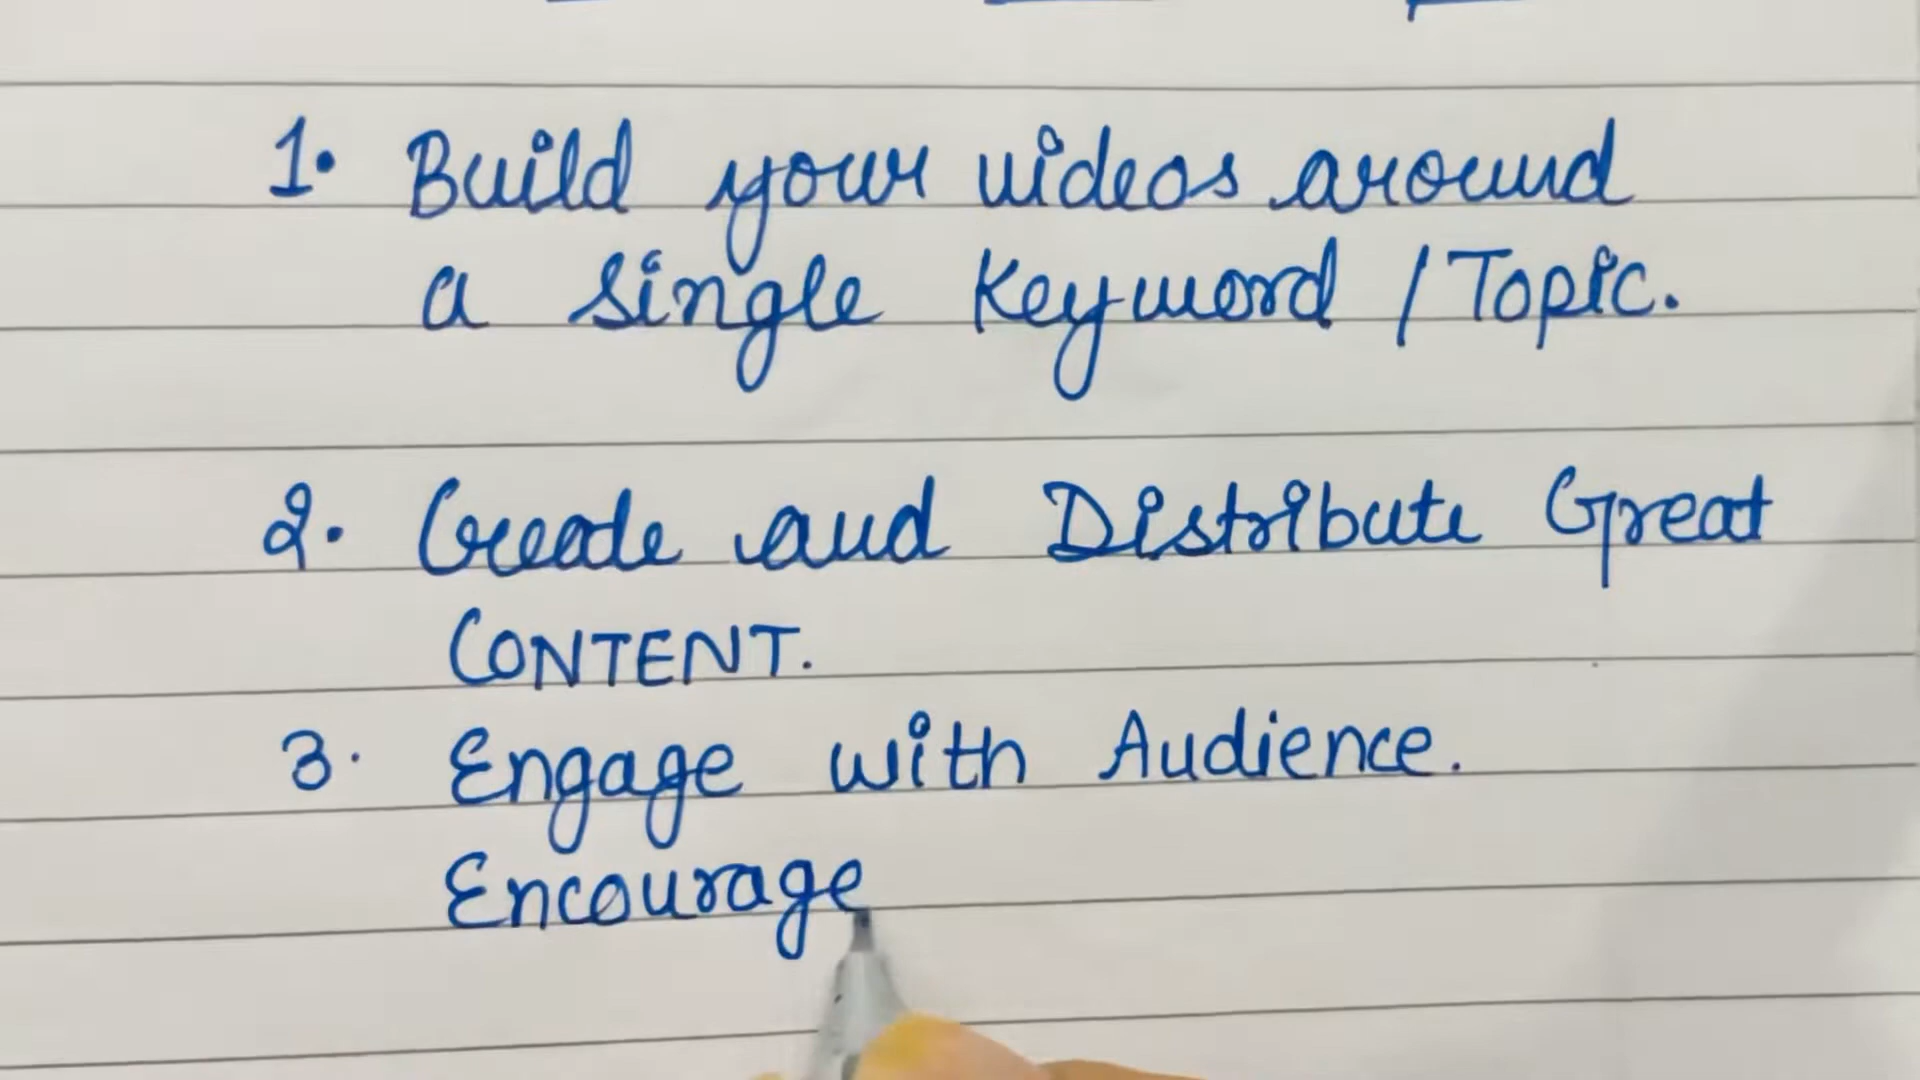 1. Build your videos around
a single Keyword / Topic.
2. Create and Distribute Great
CONTENT.
3. Engage with Audience.
Encourage